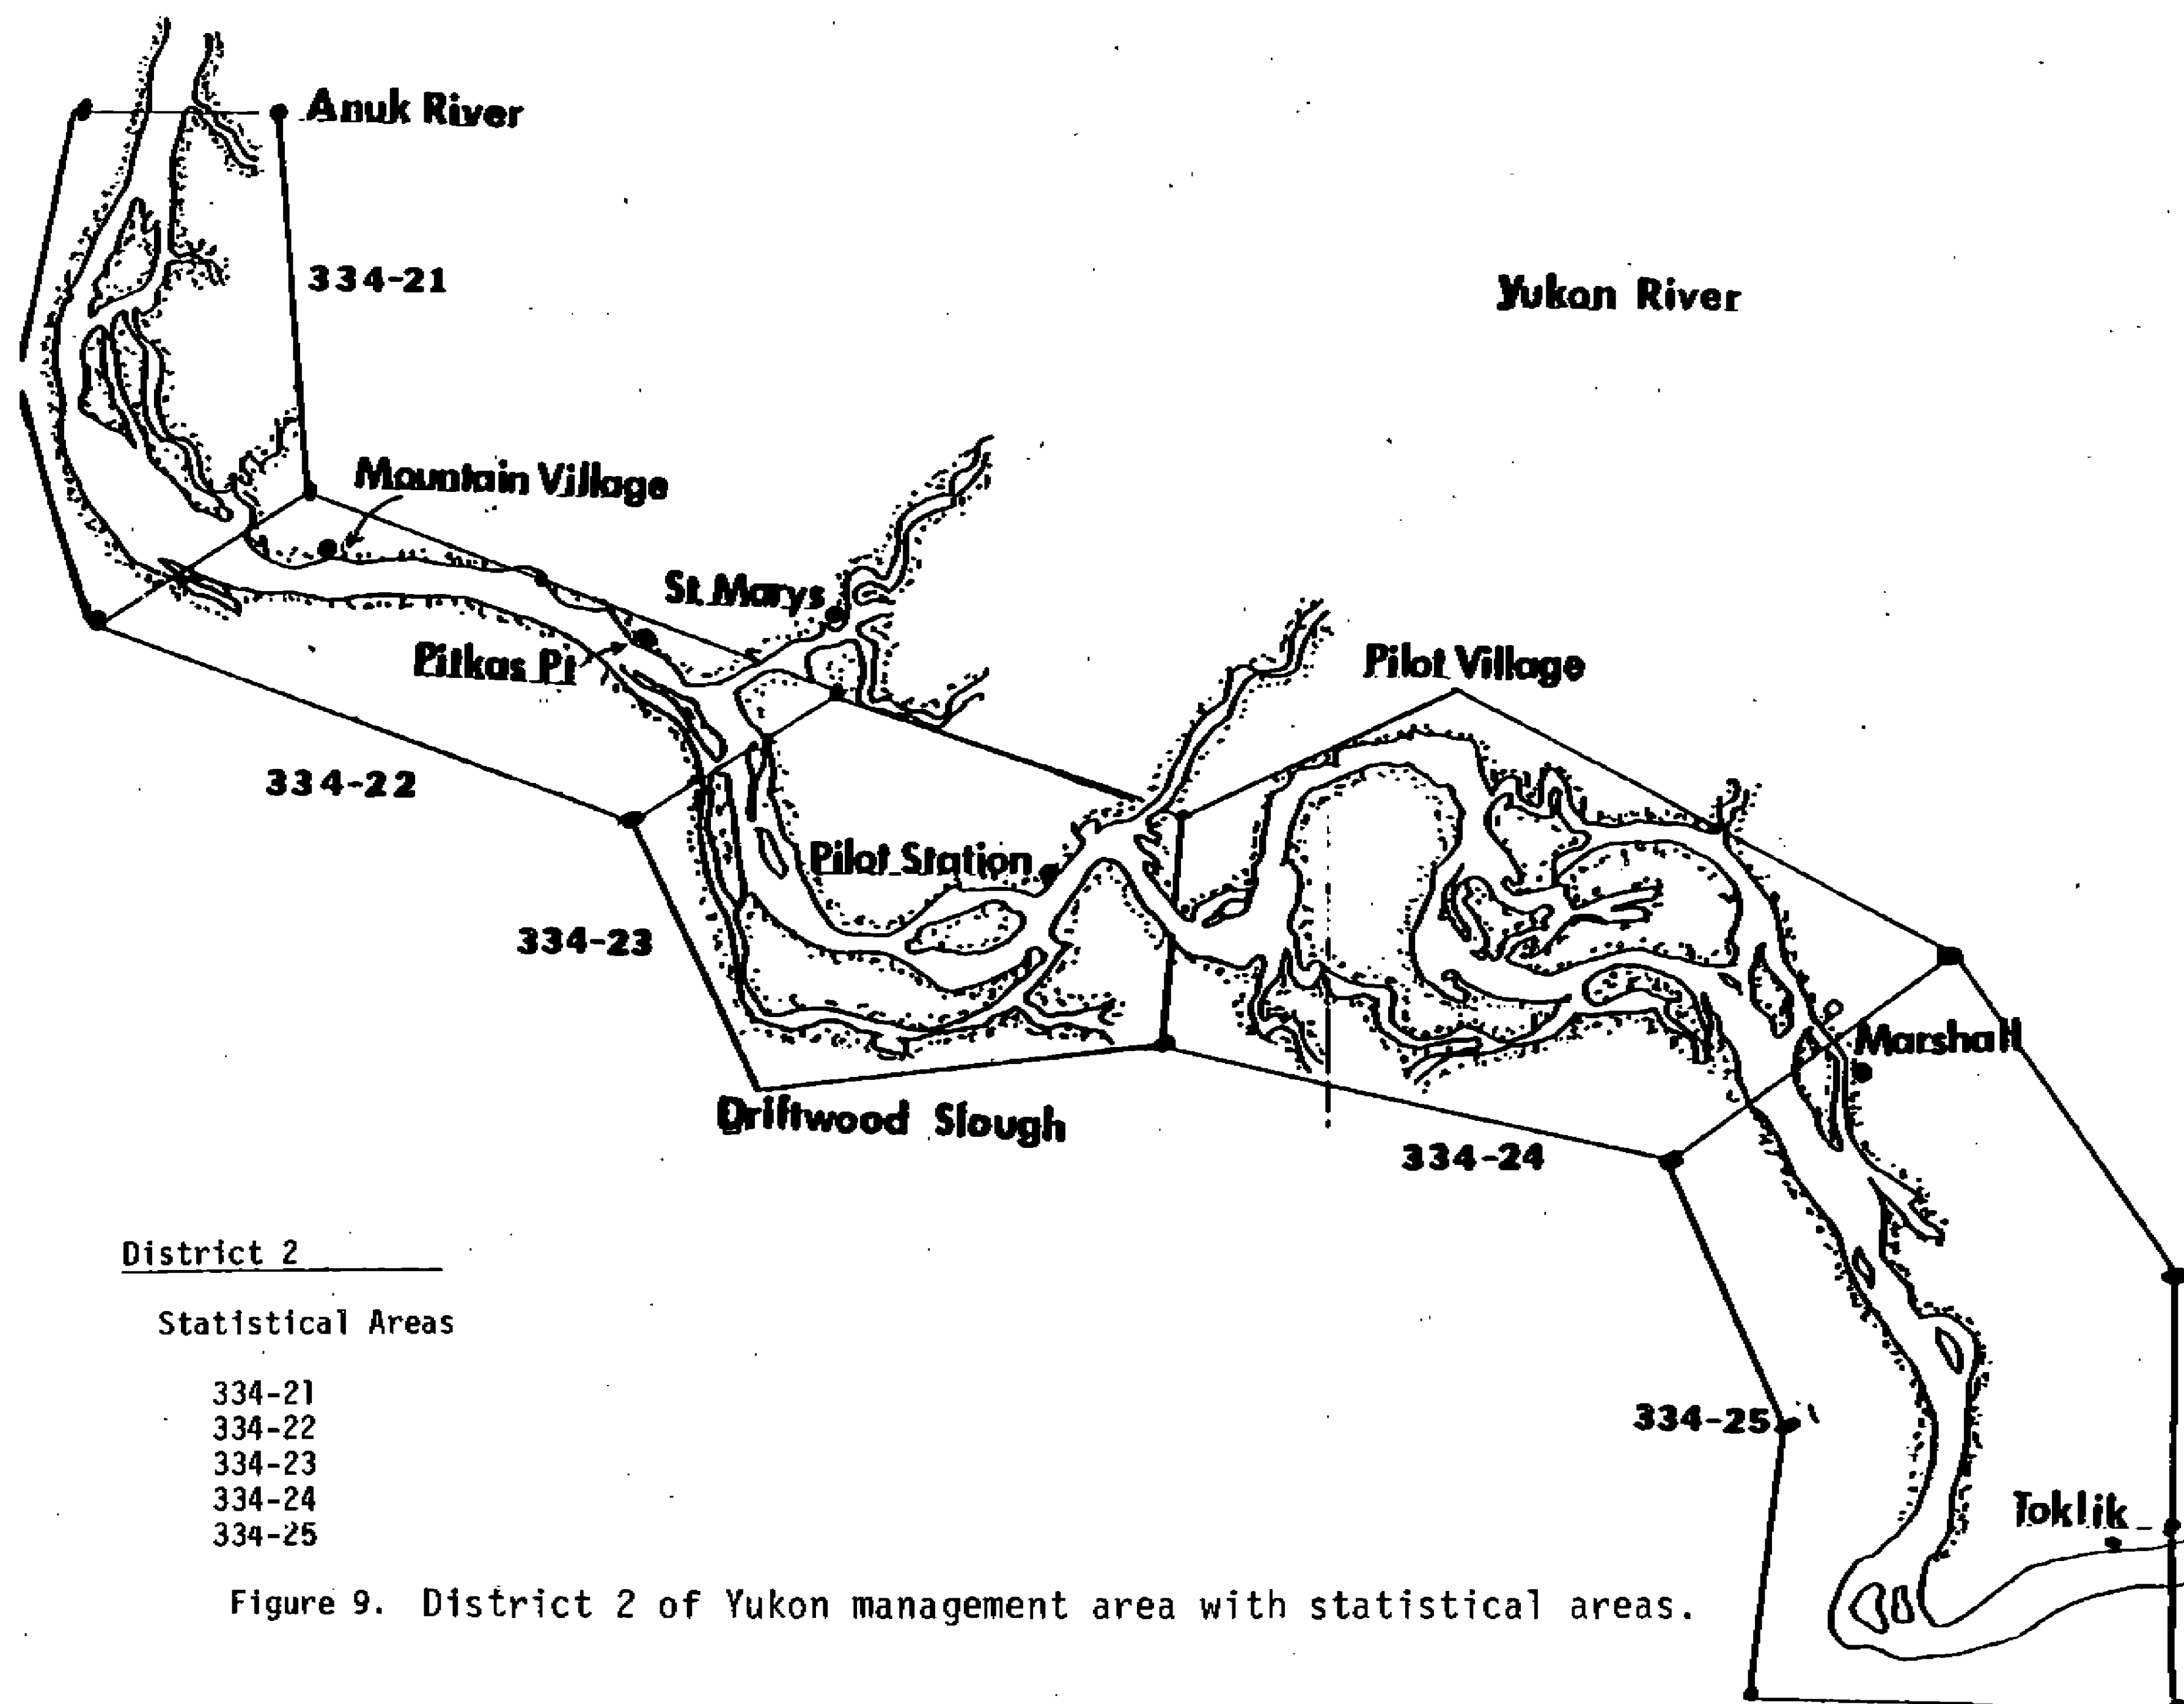 Anuk River
334-21
Yukon River
Mountain Village
St. Marys
Pitkas Pt
Pilot Village
334-22
Pilot Station
334-23
Marshall
Driftwood Slough
334-24
District 2
Statistical Areas
334-21
334-22
334-23
334-24
334-25
334-25
Toklik
Figure 9. District 2 of Yukon management area with statistical areas.